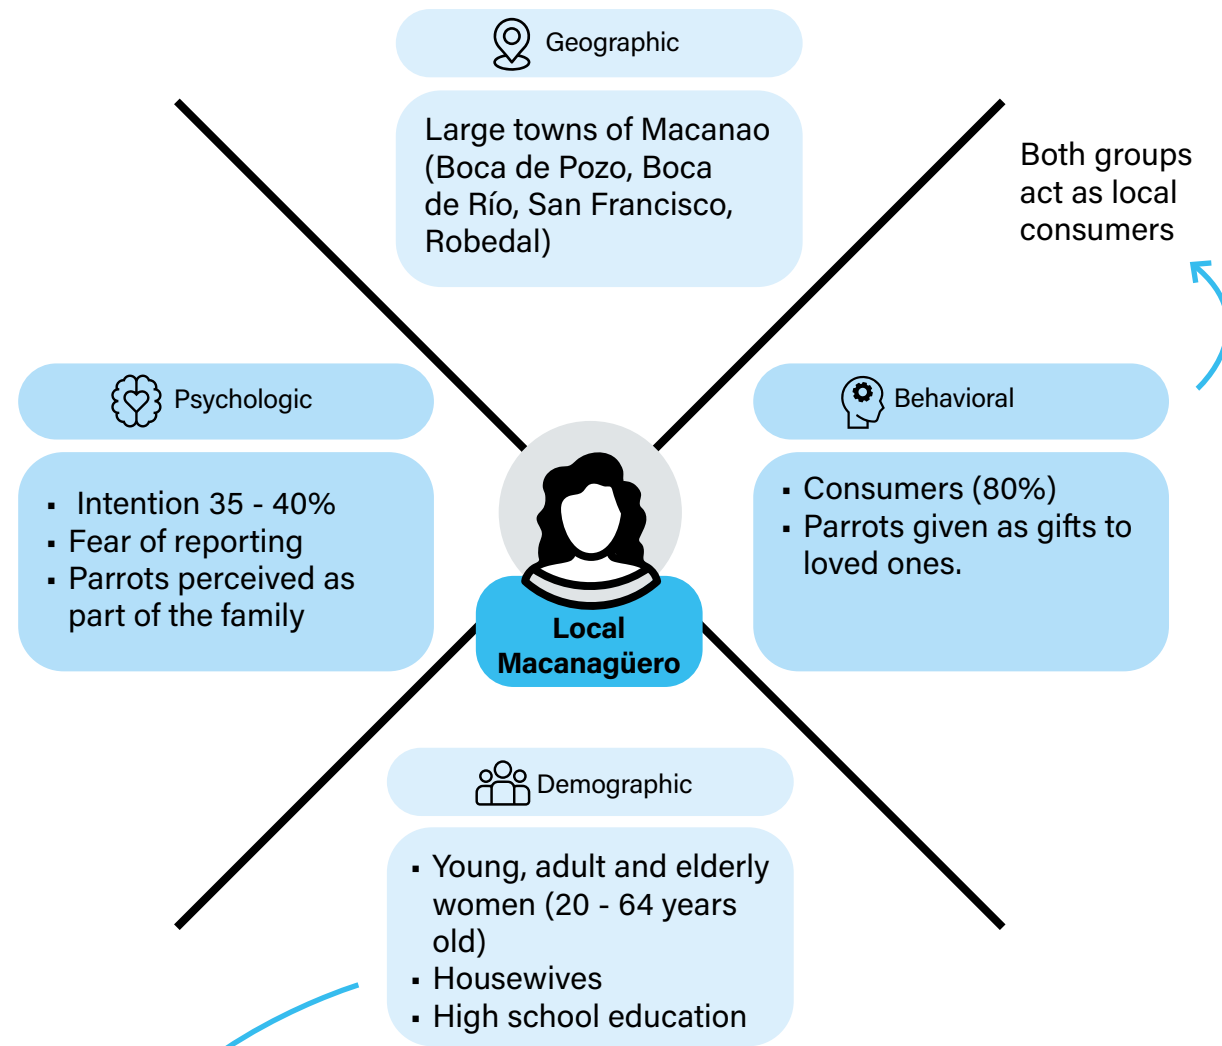 Geographic
Large towns of Macanao
(Boca de Pozo, Boca
de Río, San Francisco,
Robedal)
Both groups
act as local
consumers
Psychologic
▪ Intention 35 - 40%
▪ Fear of reporting
▪ Parrots perceived as
part of the family
Behavioral
▪ Consumers (80%)
▪ Parrots given as gifts to
loved ones.
Local
Macanagüero
Demographic
▪ Young, adult and elderly
women (20 - 64 years
old)
▪ Housewives
▪ High school education